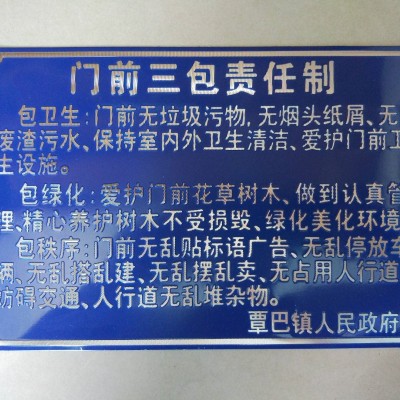 门前三包责任制
包卫生:门前无垃圾污物,无烟头纸屑、无
废渣污水、保持室内外卫生清洁、爱护门前卫
生设施。
包绿化:爱护门前花草树木、做到认真管
理、精心养护树木不受损毁、绿化美化环境
包秩序:门前无乱贴标语广告、无乱停放车
辆、无乱搭乱建、无乱摆乱卖、无占用人行道
妨碍交通、人行道无乱堆杂物。
覃巴镇人民政府